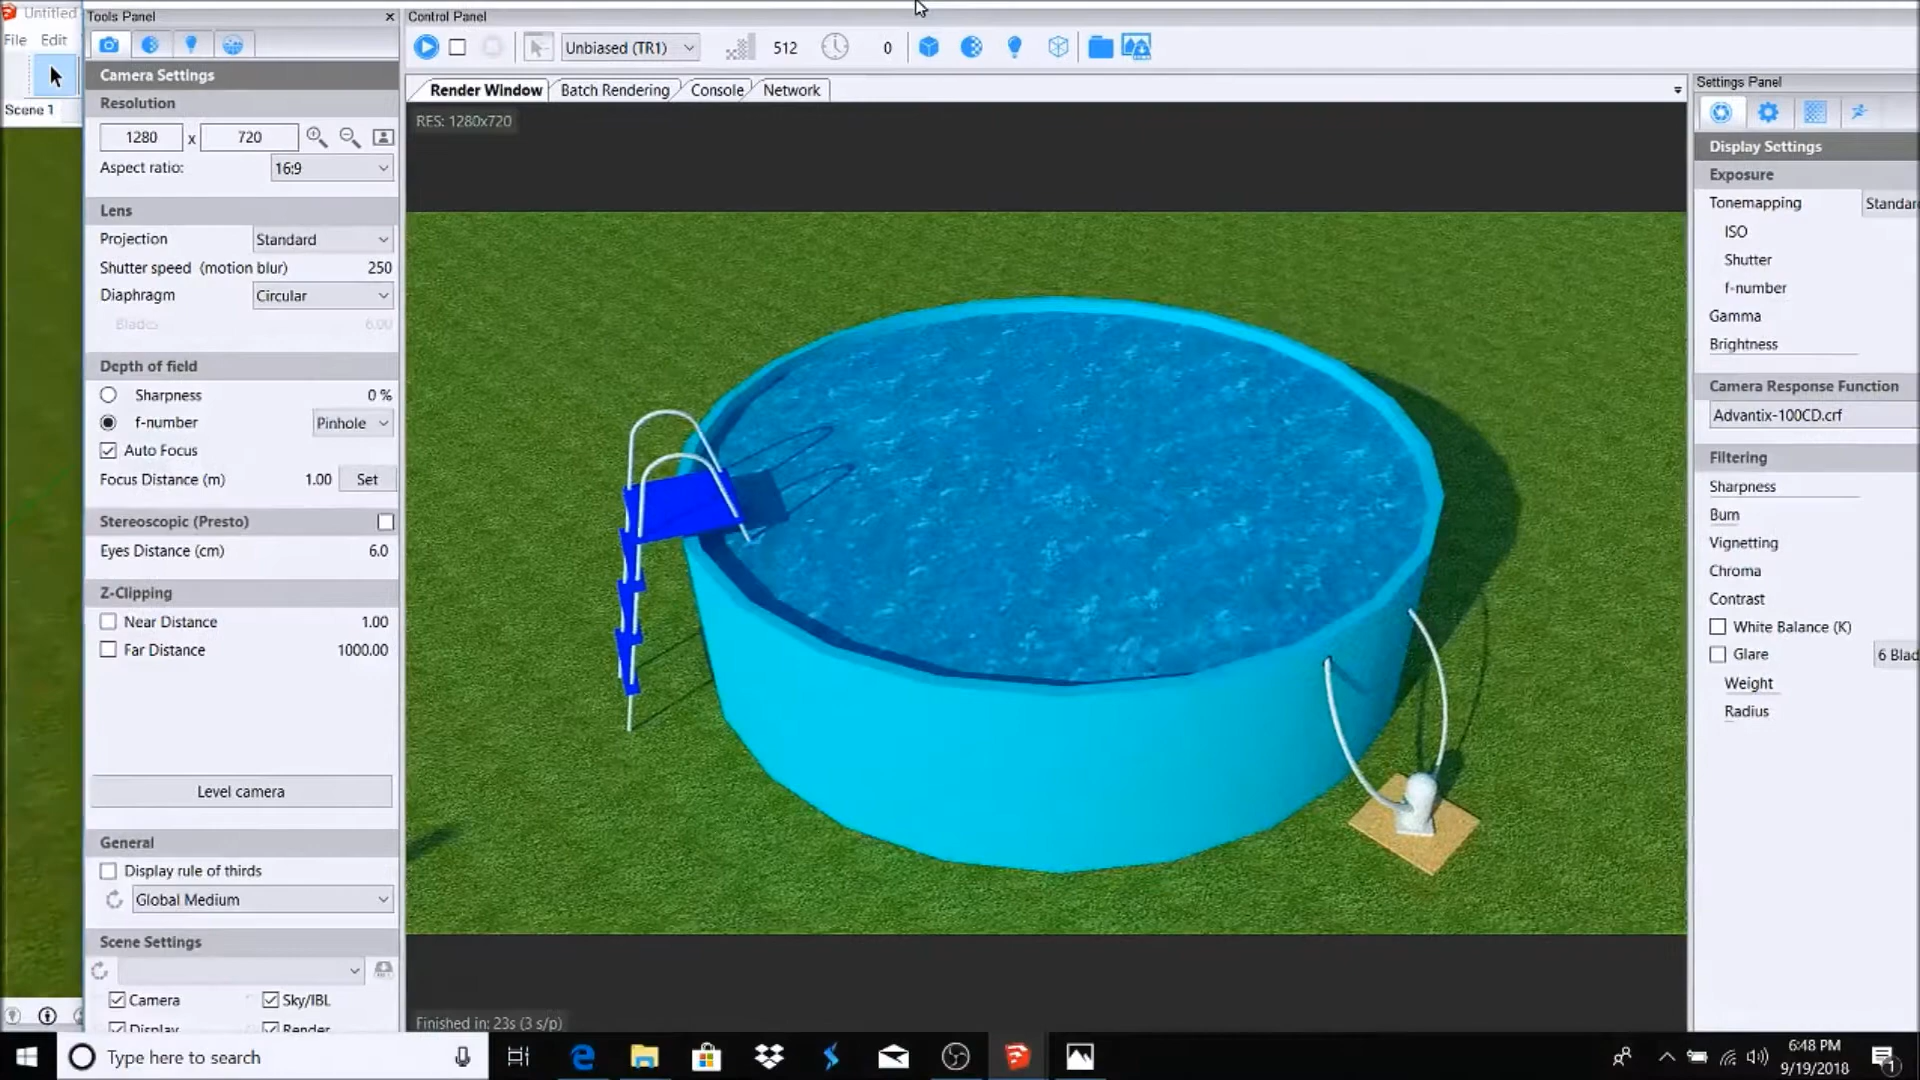 Untitled
File Edit
Scene 1
Tools Panel
Camera Settings
Resolution
1280 x 720
Aspect ratio: 16:9
Lens
Projection Standard
Shutter speed (motion blur) 250
Diaphragm Circular
Blades 6.00
Depth of field
Sharpness 0 %
f-number Pinhole
Auto Focus
Focus Distance (m) 1.00 Set
Stereoscopic (Presto)
Eyes Distance (cm) 6.0
Z-Clipping
Near Distance 1.00
Far Distance 1000.00
Level camera
General
Display rule of thirds
Global Medium
Scene Settings
Camera Sky/IBL
Display Render
Control Panel
Unbiased (TR1) 512 0
Render Window Batch Rendering Console Network
RES: 1280x720
Finished in: 23s (3 s/p)
Settings Panel
Display Settings
Exposure
Tonemapping Standar
ISO
Shutter
f-number
Gamma
Brightness
Camera Response Function
Advantix-100CD.crf
Filtering
Sharpness
Burn
Vignetting
Chroma
Contrast
White Balance (K)
Glare 6 Blad
Weight
Radius
Type here to search
6:48 PM
9/19/2018
1